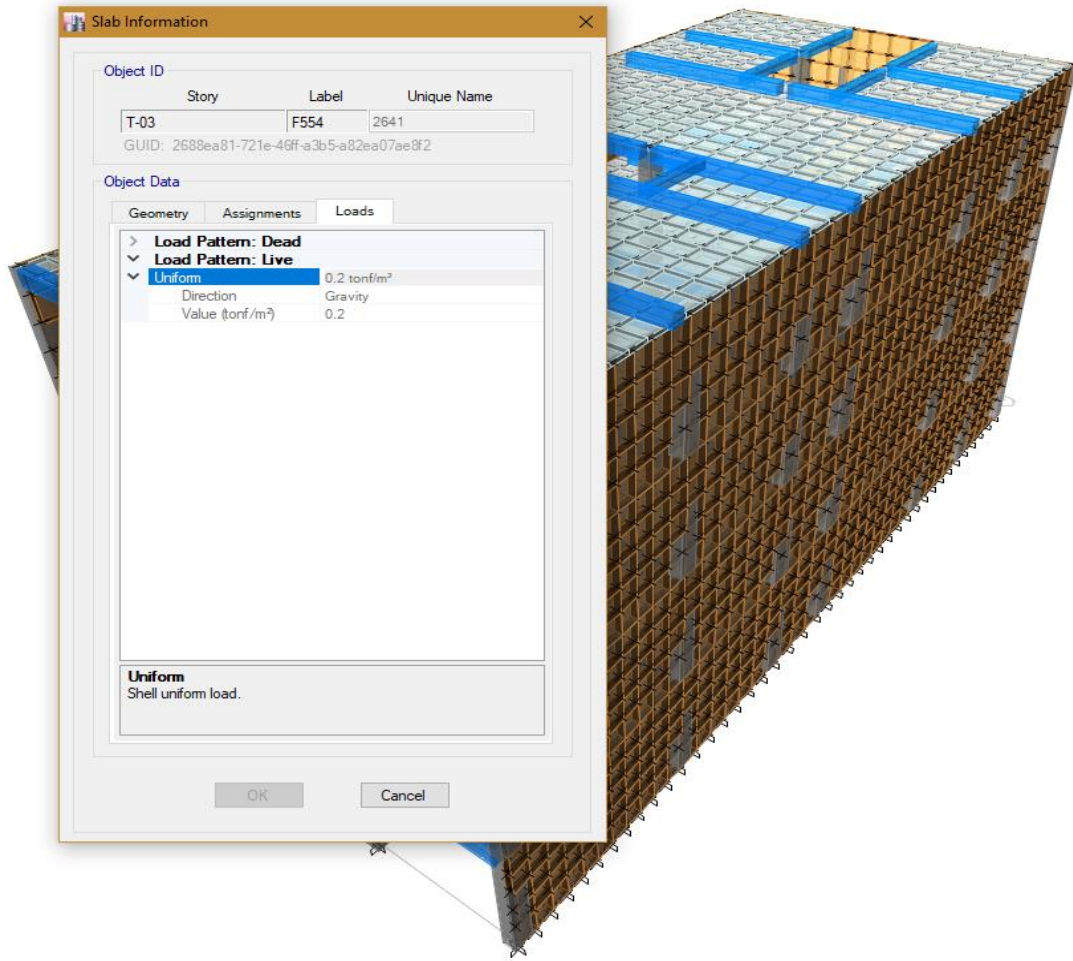 Slab Information
Object ID
Story Label Unique Name
T-03 F554 2641
GUID: 2688ea81-721e-46ff-a3b5-a82ea07ae8f2
Object Data
Geometry Assignments Loads
Load Pattern: Dead
Load Pattern: Live
Uniform 0.2 tonf/m²
Direction Gravity
Value (tonf/m²) 0.2
Uniform
Shell uniform load.
OK Cancel